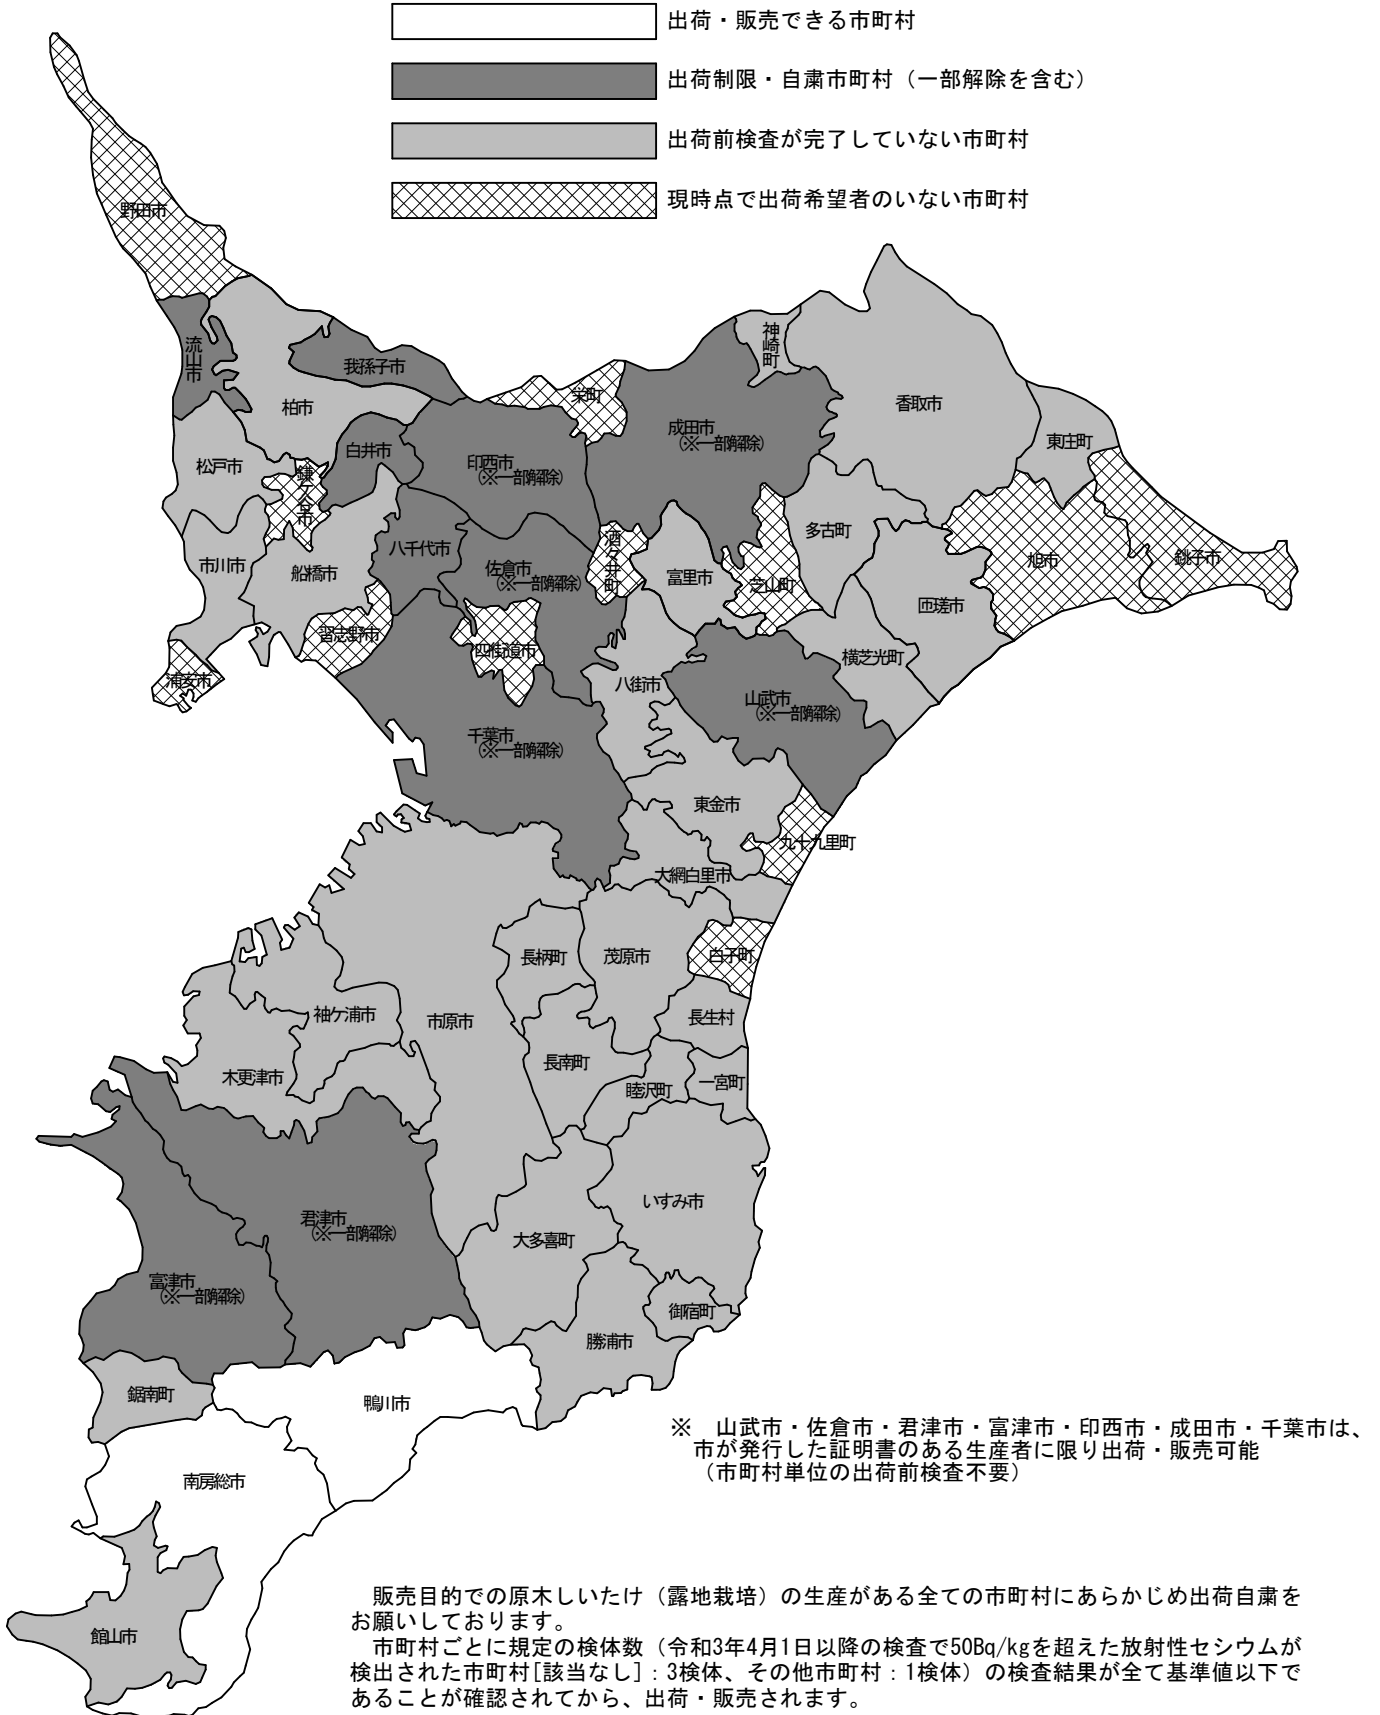 出荷・販売できる市町村
出荷制限・自粛市町村（一部解除を含む）
出荷前検査が完了していない市町村
現時点で出荷希望者のいない市町村
野田市
流山市
我孫子市
柏市
松戸市
鎌ケ谷市
白井市
印西市
（※一部解除）
栄町
成田市
（※一部解除）
神崎町
香取市
東庄町
市川市
船橋市
八千代市
佐倉市
（※一部解除）
酒々井町
富里市
芝山町
多古町
匝瑳市
旭市
銚子市
浦安市
習志野市
四街道市
八街市
山武市
（※一部解除）
横芝光町
千葉市
（※一部解除）
東金市
九十九里町
大網白里市
長柄町
茂原市
白子町
袖ケ浦市
市原市
長生村
木更津市
長南町
睦沢町
一宮町
君津市
（※一部解除）
いすみ市
大多喜町
富津市
（※一部解除）
御宿町
勝浦市
鋸南町
鴨川市
南房総市
館山市
※　山武市・佐倉市・君津市・富津市・印西市・成田市・千葉市は、
市が発行した証明書のある生産者に限り出荷・販売可能
（市町村単位の出荷前検査不要）
販売目的での原木しいたけ（露地栽培）の生産がある全ての市町村にあらかじめ出荷自粛を
お願いしております。
市町村ごとに規定の検体数（令和3年4月1日以降の検査で50Bq/kgを超えた放射性セシウムが
検出された市町村[該当なし]：3検体、その他市町村：1検体）の検査結果が全て基準値以下で
あることが確認されてから、出荷・販売されます。